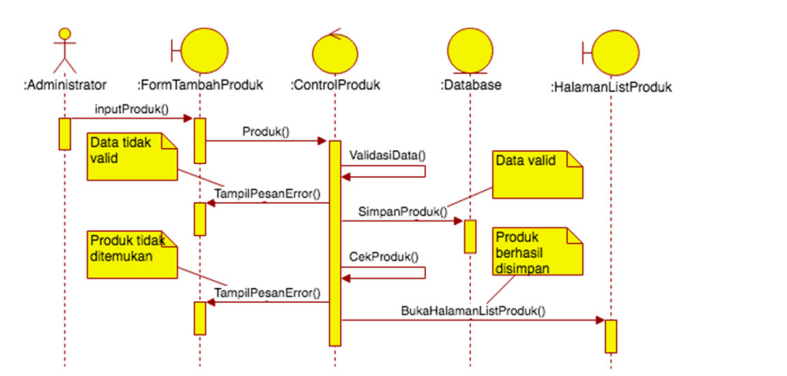 :Administrator
:FormTambahProduk
:ControlProduk
:Database
:HalamanListProduk
inputProduk()
Produk()
Data tidak
valid
ValidasiData()
Data valid
TampilPesanError()
SimpanProduk()
Produk tidak
ditemukan
Produk
berhasil
disimpan
CekProduk()
TampilPesanError()
BukaHalamanListProduk()